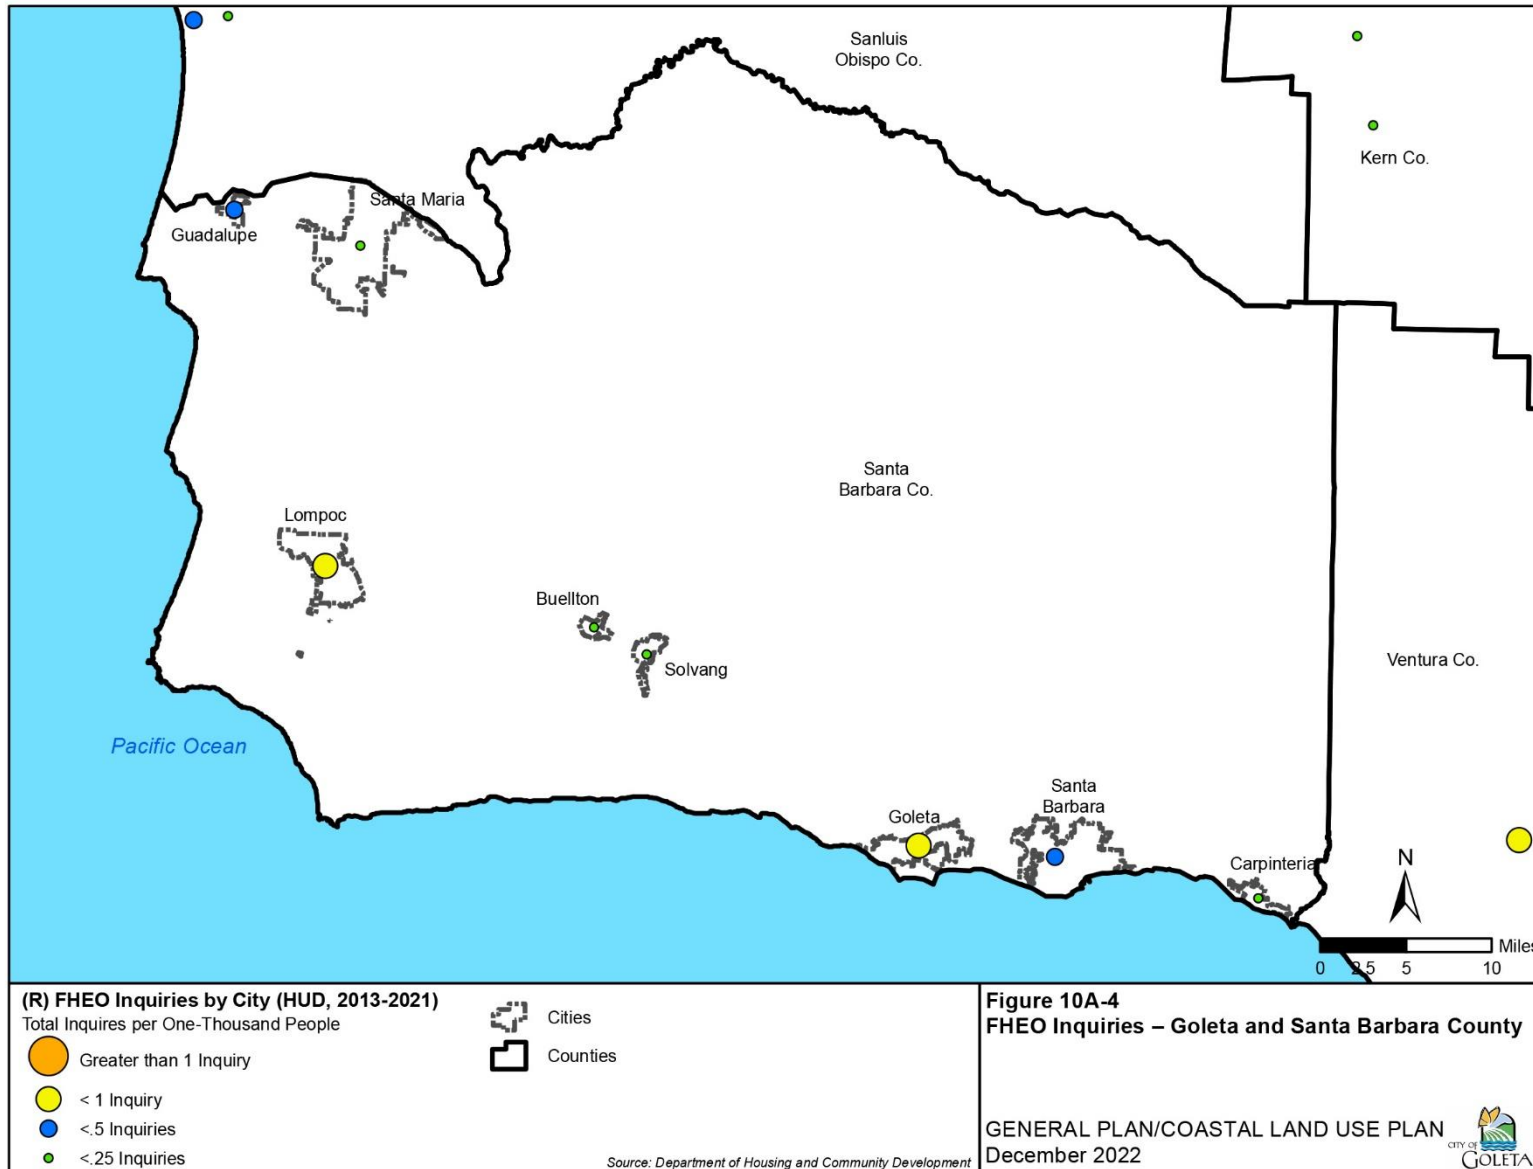 Sanluis
Obispo Co.
Kern Co.
Santa Maria
Guadalupe
Santa
Barbara Co.
Lompoc
Buellton
Solvang
Ventura Co.
Pacific Ocean
Santa
Barbara
Goleta
Carpinteria
N
Miles
0 2.5 5 10
(R) FHEO Inquiries by City (HUD, 2013-2021)
Total Inquires per One-Thousand People
Greater than 1 Inquiry
< 1 Inquiry
<.5 Inquiries
<.25 Inquiries
Cities
Counties
Source: Department of Housing and Community Development
Figure 10A-4
FHEO Inquiries – Goleta and Santa Barbara County
GENERAL PLAN/COASTAL LAND USE PLAN
December 2022
CITY OF
GOLETA